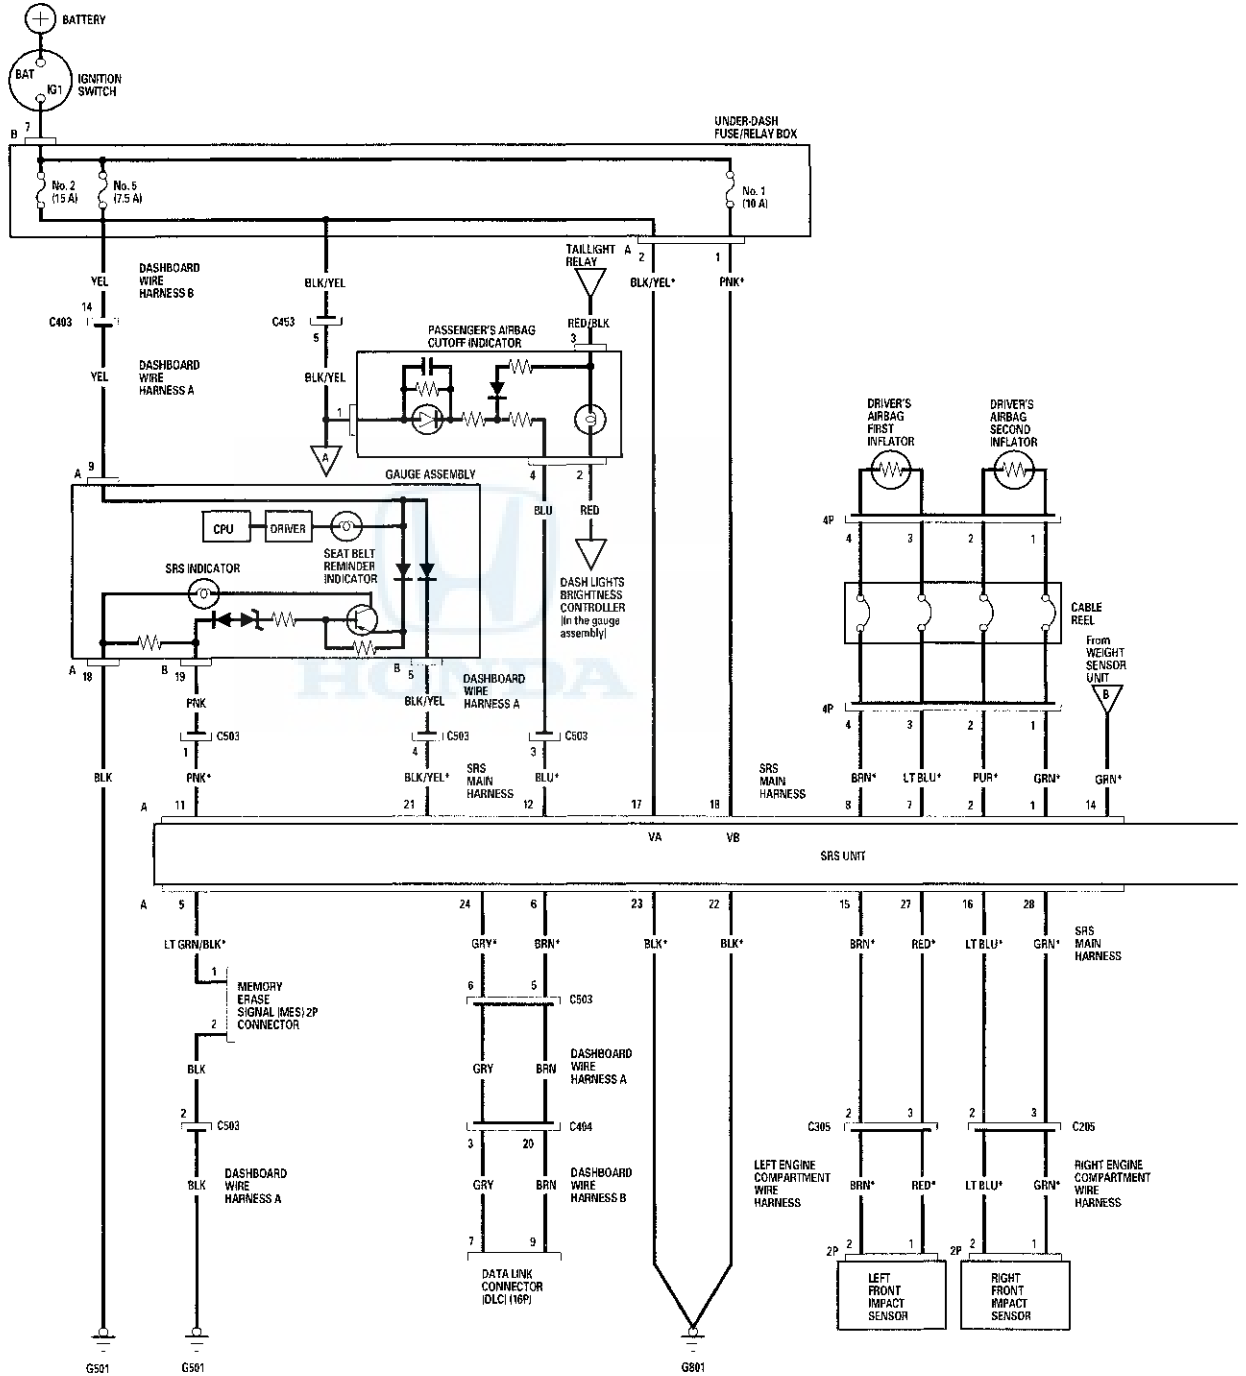 BATTERY
BAT
IG1
IGNITION
SWITCH
B 7
UNDER-DASH
FUSE/RELAY BOX
No. 2
(15 A)
No. 5
(7.5 A)
No. 1
(10 A)
A 2 1
TAILLIGHT
RELAY
YEL
DASHBOARD
WIRE
HARNESS B
BLK/YEL
BLK/YEL*
PNK*
14
C403
C453
5
RED/BLK
3
PASSENGER'S AIRBAG
CUTOFF INDICATOR
YEL
DASHBOARD
WIRE
HARNESS A
BLK/YEL
1
A
4 2
BLU
RED
DASH LIGHTS
BRIGHTNESS
CONTROLLER
(In the gauge
assembly)
A 9
GAUGE ASSEMBLY
CPU
DRIVER
SEAT BELT
REMINDER
INDICATOR
SRS INDICATOR
HONDA
A 18
B 19
B 5
DRIVER'S
AIRBAG
FIRST
INFLATOR
DRIVER'S
AIRBAG
SECOND
INFLATOR
4P
4 3 2 1
CABLE
REEL
From
WEIGHT
SENSOR
UNIT
B
4P
4 3 2 1
PNK
BLK/YEL
DASHBOARD
WIRE
HARNESS A
C503
1
C503
4
C503
3
BLK
PNK*
BLK/YEL*
SRS
MAIN
HARNESS
BLU*
SRS
MAIN
HARNESS
BRN*
LT BLU*
PUR*
GRN*
GRN*
A 11 21 12 17 18 8 7 2 1 14
VA VB
SRS UNIT
A 5 24 6 23 22 15 27 16 28
LT GRN/BLK*
GRY*
BRN*
BLK*
BLK*
BRN*
RED*
LT BLU*
GRN*
SRS
MAIN
HARNESS
1
MEMORY
ERASE
SIGNAL (MES) 2P
CONNECTOR
2
6 5
C503
BLK
GRY
BRN
DASHBOARD
WIRE
HARNESS A
2
C503
C404
3 20
2 3
C305
2 3
C205
BLK
DASHBOARD
WIRE
HARNESS A
GRY
BRN
DASHBOARD
WIRE
HARNESS B
LEFT ENGINE
COMPARTMENT
WIRE
HARNESS
BRN*
RED*
LT BLU*
GRN*
RIGHT ENGINE
COMPARTMENT
WIRE
HARNESS
7 9
DATA LINK
CONNECTOR
(DLC) (16P)
2P 2 1
LEFT
FRONT
IMPACT
SENSOR
2P 2 1
RIGHT
FRONT
IMPACT
SENSOR
G501
G501
G801